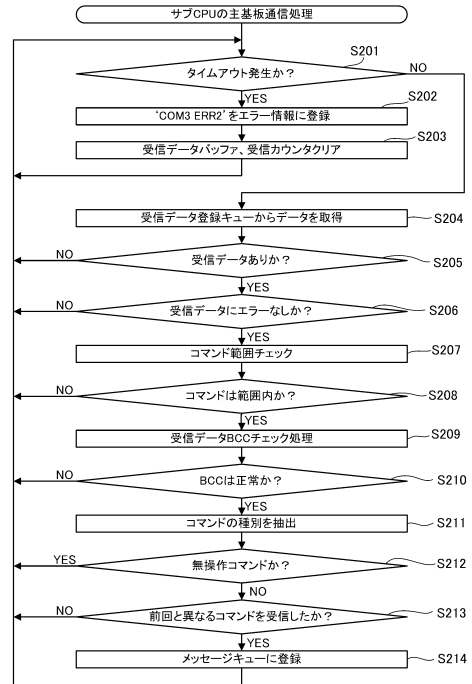 サブCPUの主基板通信処理
S201
タイムアウト発生か?
NO
YES
S202
‘COM3 ERR2’をエラー情報に登録
S203
受信データバッファ、受信カウンタクリア
受信データ登録キューからデータを取得
S204
NO
受信データありか?
S205
YES
NO
受信データにエラーなしか?
S206
YES
コマンド範囲チェック
S207
NO
コマンドは範囲内か?
S208
YES
受信データBCCチェック処理
S209
NO
BCCは正常か?
S210
YES
コマンドの種別を抽出
S211
YES
無操作コマンドか?
S212
NO
NO
前回と異なるコマンドを受信したか?
S213
YES
メッセージキューに登録
S214